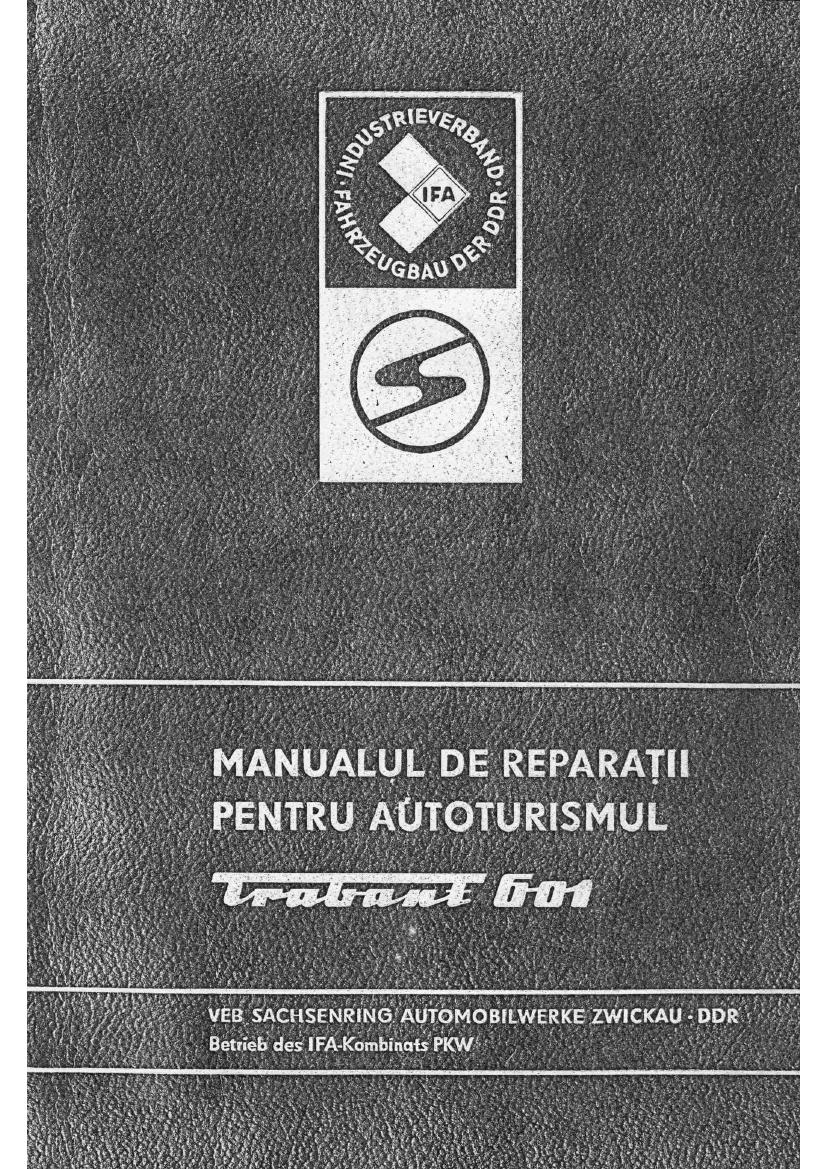 INDUSTRIEVERBAND · FAHRZEUGBAU DER DDR ·
IFA
MANUALUL DE REPARAȚII
PENTRU AUTOTURISMUL
Trabant 601
VEB SACHSENRING AUTOMOBILWERKE ZWICKAU · DDR
Betrieb des IFA-Kombinats PKW